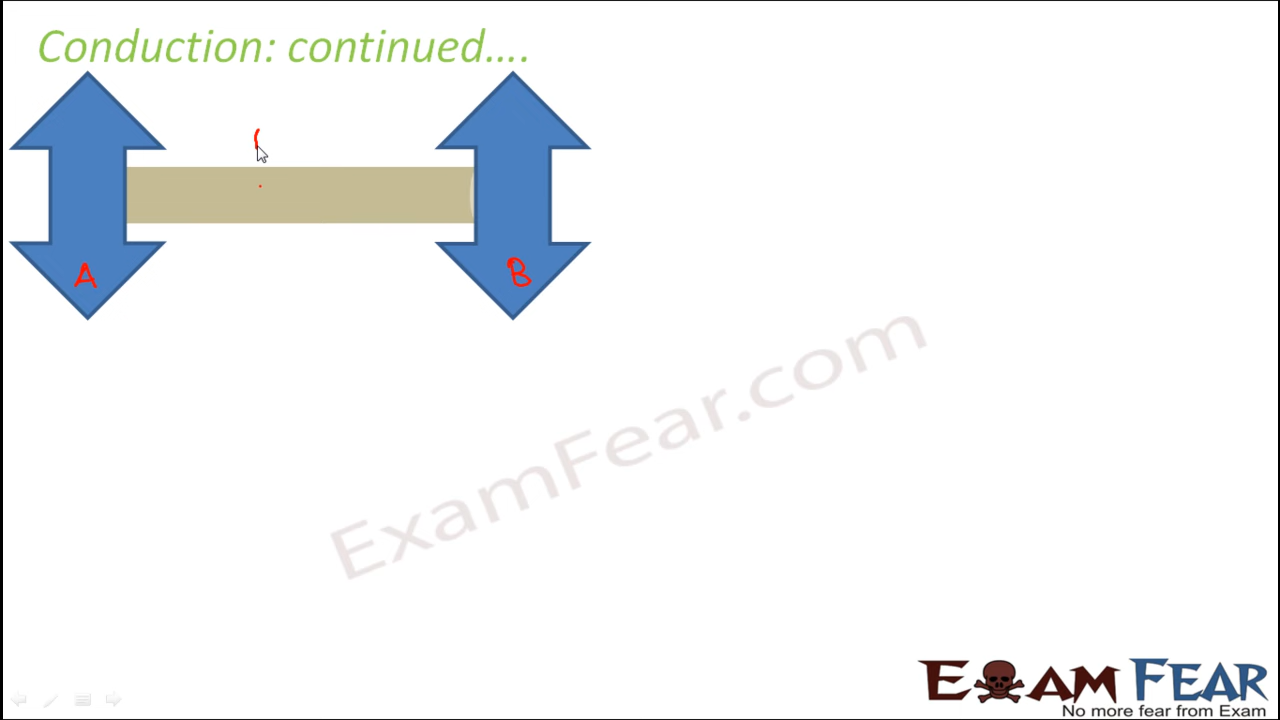 Conduction: continued....
A
B
ExamFear.com
EXAM FEAR
No more fear from Exam